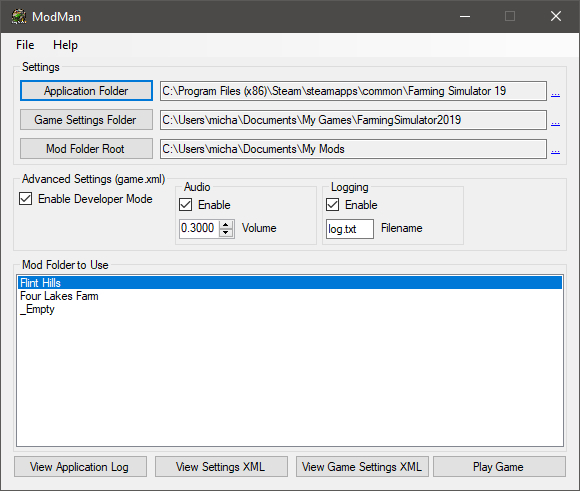 ModMan
File Help
Settings
Application Folder C:\Program Files (x86)\Steam\steamapps\common\Farming Simulator 19 ...
Game Settings Folder C:\Users\micha\Documents\My Games\FarmingSimulator2019 ...
Mod Folder Root C:\Users\micha\Documents\My Mods ...
Advanced Settings (game.xml) Audio Logging
Enable Developer Mode Enable Enable
0.3000 Volume log.txt Filename
Mod Folder to Use
Flint Hills
Four Lakes Farm
_Empty
View Application Log View Settings XML View Game Settings XML Play Game